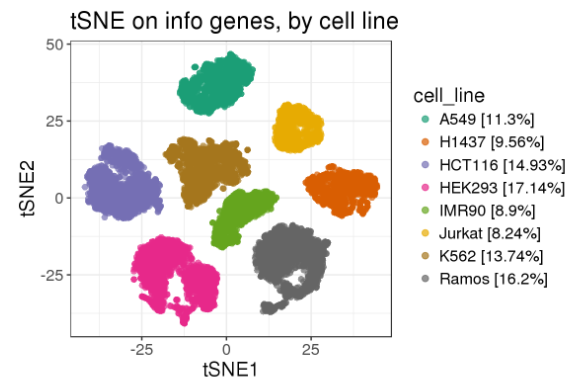 tSNE on info genes, by cell line
50
25
0
-25
tSNE2
-25
0
25
tSNE1
cell_line
A549 [11.3%]
H1437 [9.56%]
HCT116 [14.93%]
HEK293 [17.14%]
IMR90 [8.9%]
Jurkat [8.24%]
K562 [13.74%]
Ramos [16.2%]